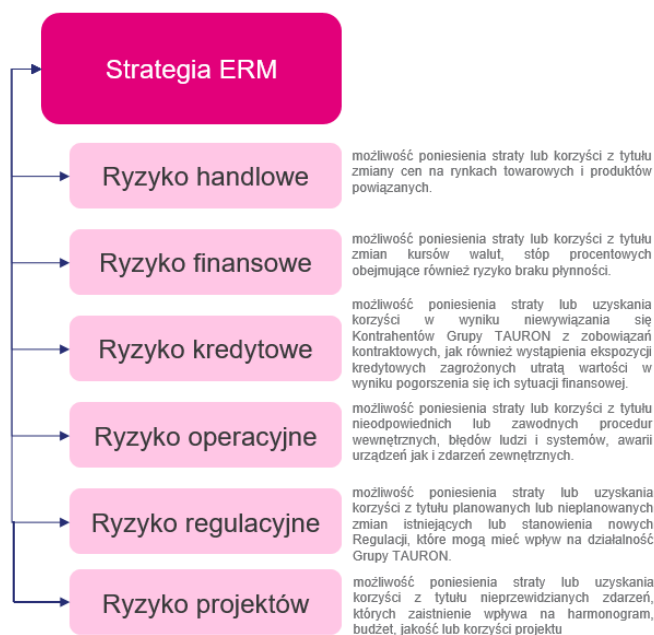 Strategia ERM
Ryzyko handlowe
możliwość poniesienia straty lub korzyści z tytułu
zmiany cen na rynkach towarowych i produktów
powiązanych.
Ryzyko finansowe
możliwość poniesienia straty lub korzyści z tytułu
zmian kursów walut, stóp procentowych
obejmujące również ryzyko braku płynności.
Ryzyko kredytowe
możliwość poniesienia straty lub uzyskania
korzyści w wyniku niewywiązania się
Kontrahentów Grupy TAURON z zobowiązań
kontraktowych, jak również wystąpienia ekspozycji
kredytowych zagrożonych utratą wartości w
wyniku pogorszenia się ich sytuacji finansowej.
Ryzyko operacyjne
możliwość poniesienia straty lub korzyści z tytułu
nieodpowiednich lub zawodnych procedur
wewnętrznych, błędów ludzi i systemów, awarii
urządzeń jak i zdarzeń zewnętrznych.
Ryzyko regulacyjne
możliwość poniesienia straty lub uzyskania
korzyści z tytułu planowanych lub nieplanowanych
zmian istniejących lub stanowienia nowych
Regulacji, które mogą mieć wpływ na działalność
Grupy TAURON.
Ryzyko projektów
możliwość poniesienia straty lub uzyskania
korzyści z tytułu nieprzewidzianych zdarzeń,
których zaistnienie wpływa na harmonogram,
budżet, jakość lub korzyści projektu